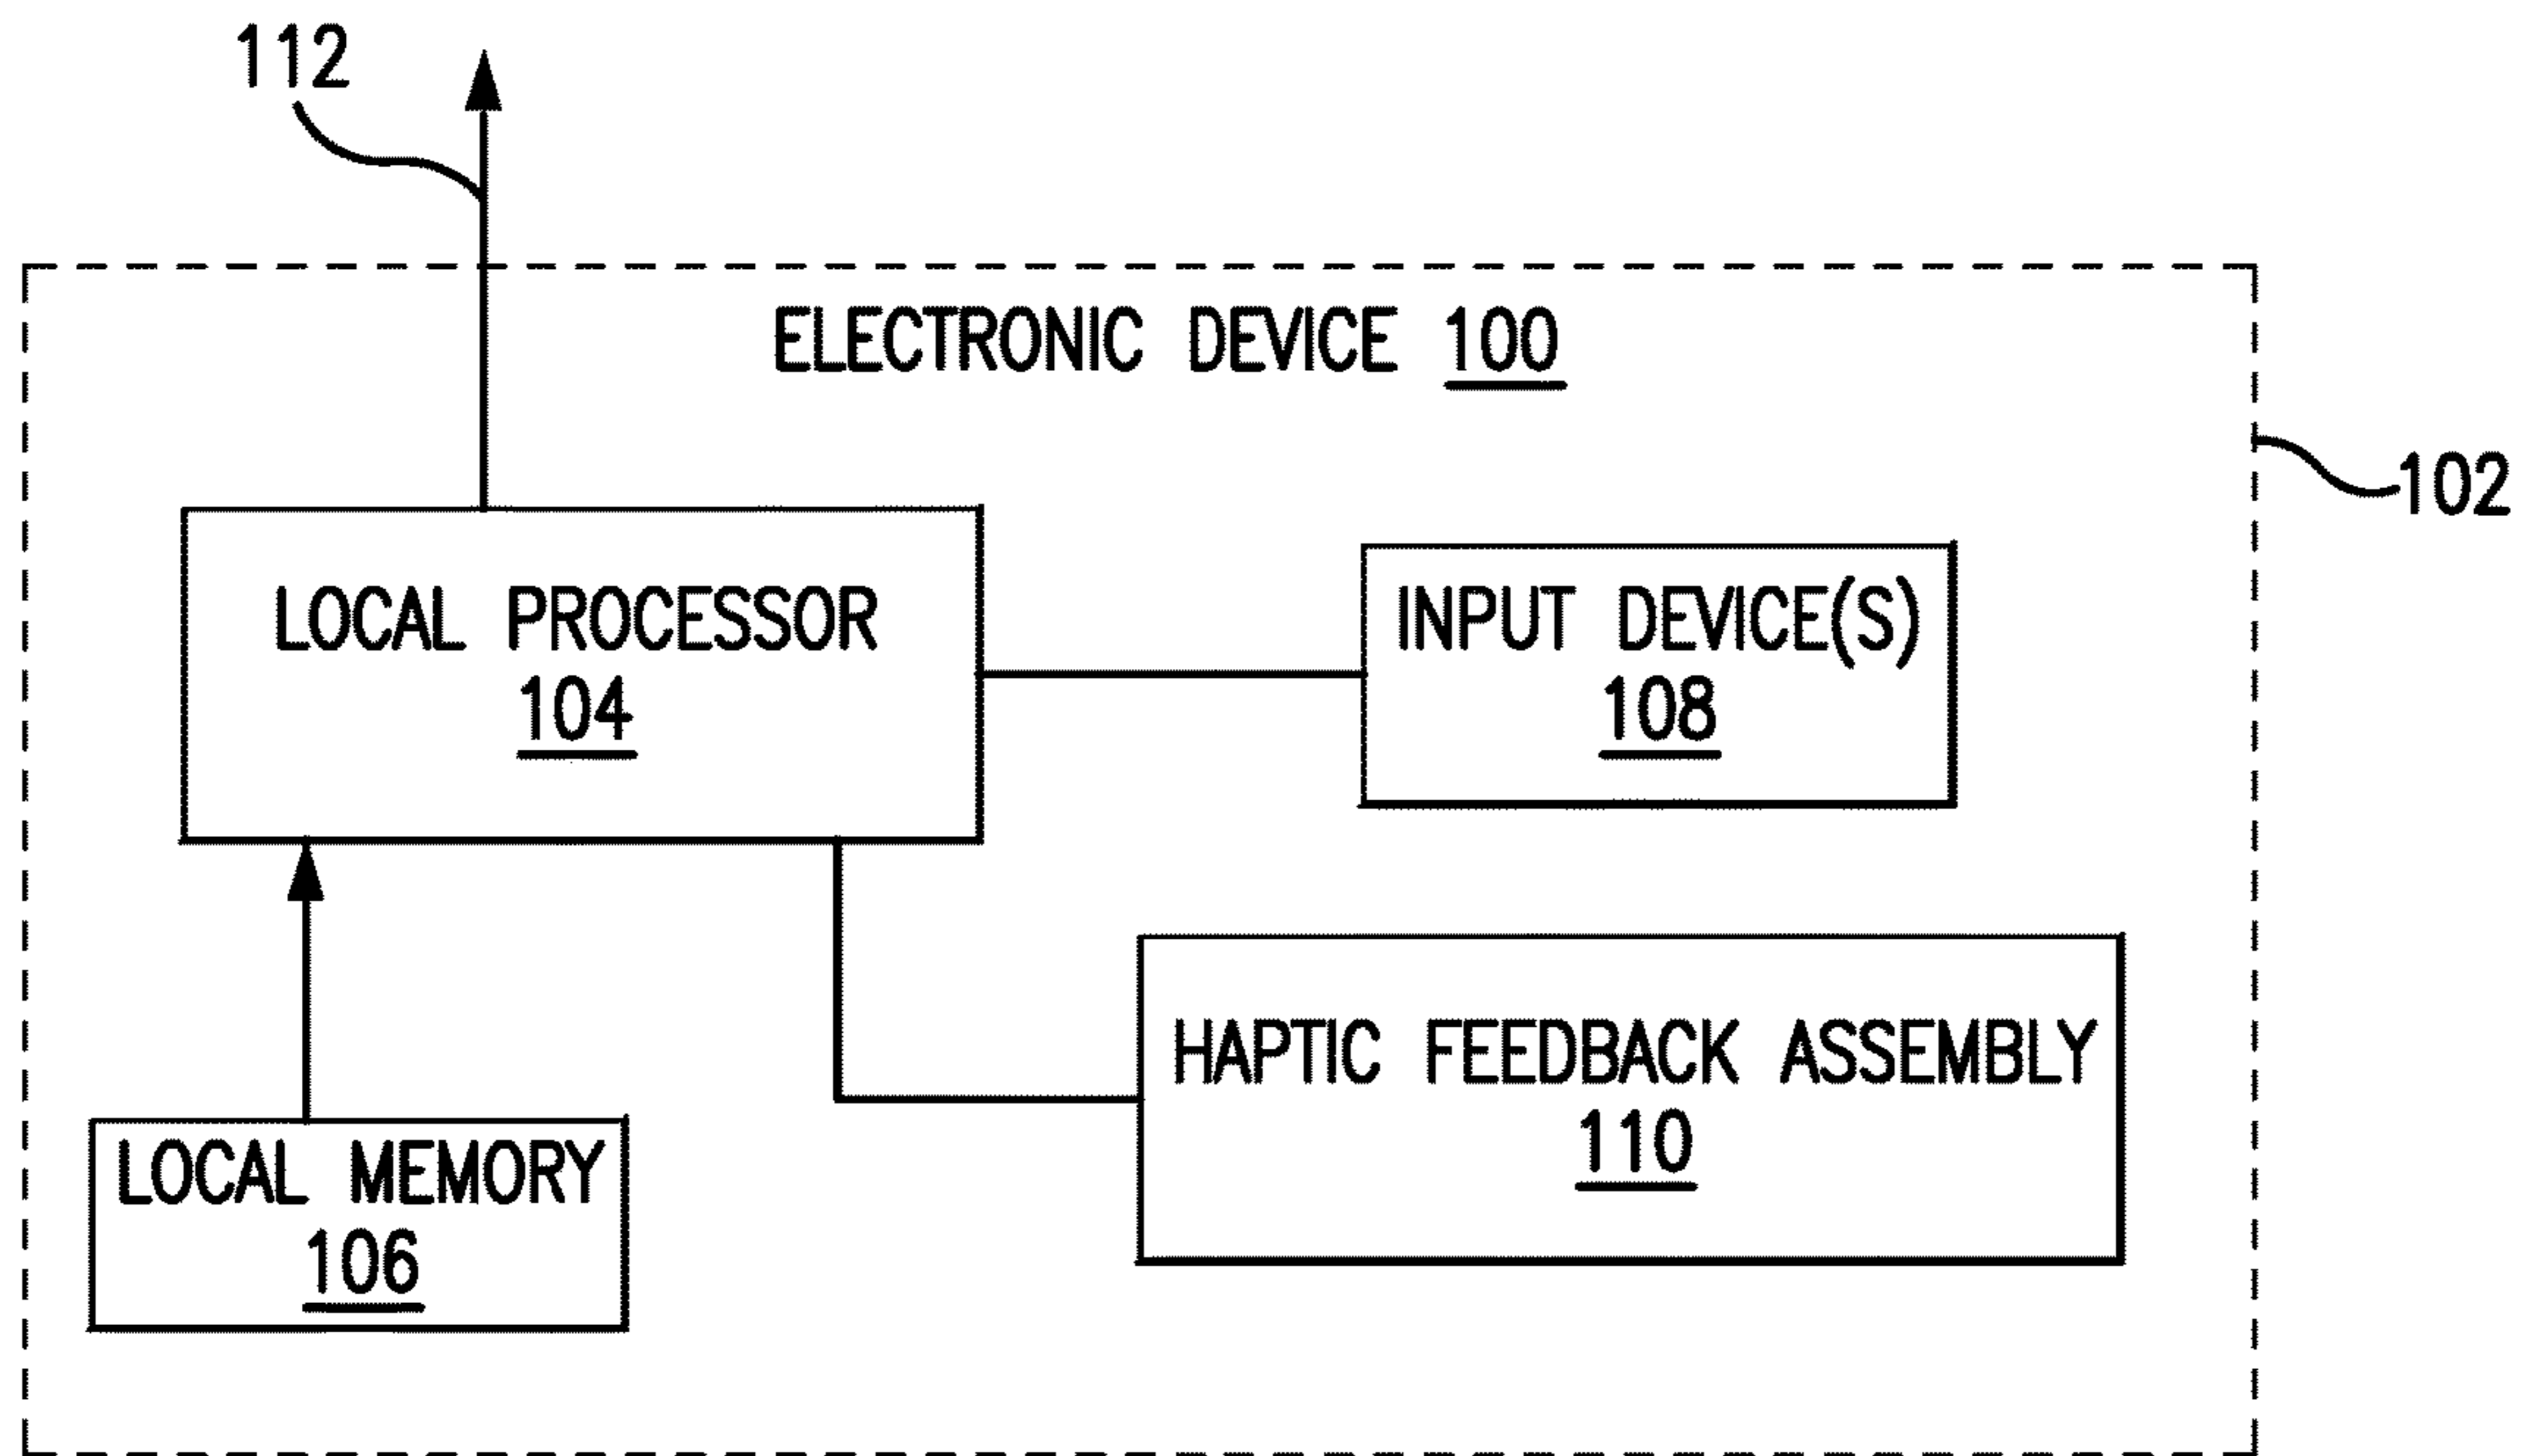 112
ELECTRONIC DEVICE 100
102
LOCAL PROCESSOR
104
INPUT DEVICE(S)
108
HAPTIC FEEDBACK ASSEMBLY
110
LOCAL MEMORY
106